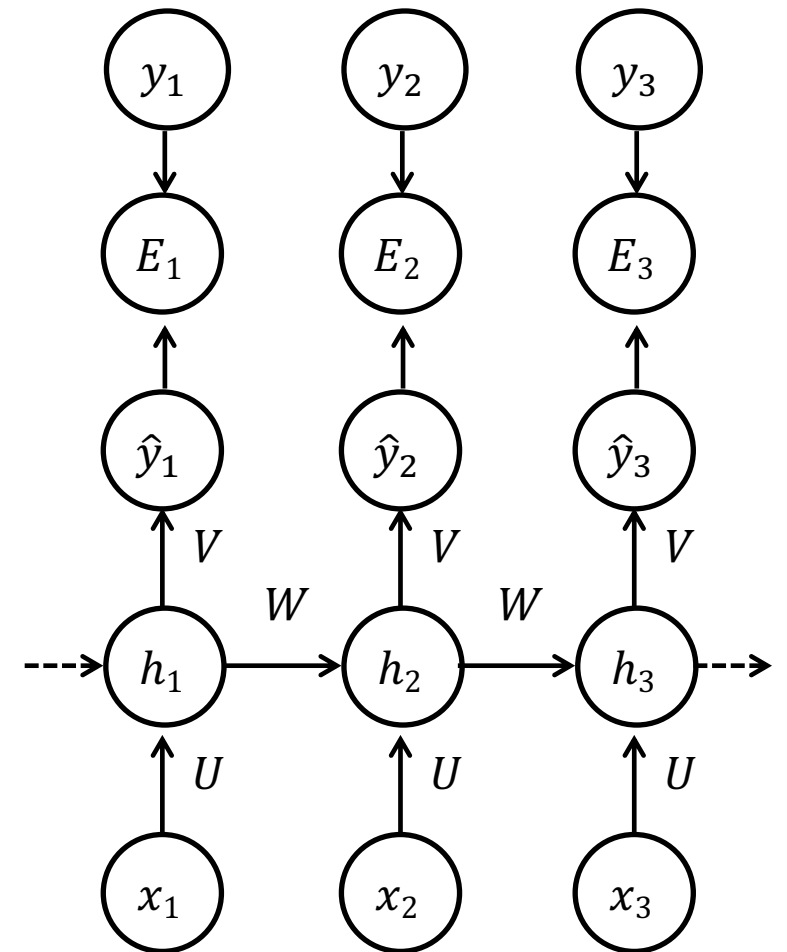 y₁ y₂ y₃
E₁ E₂ E₃
ŷ₁ ŷ₂ ŷ₃
V V V
W W
h₁ h₂ h₃
U U U
x₁ x₂ x₃